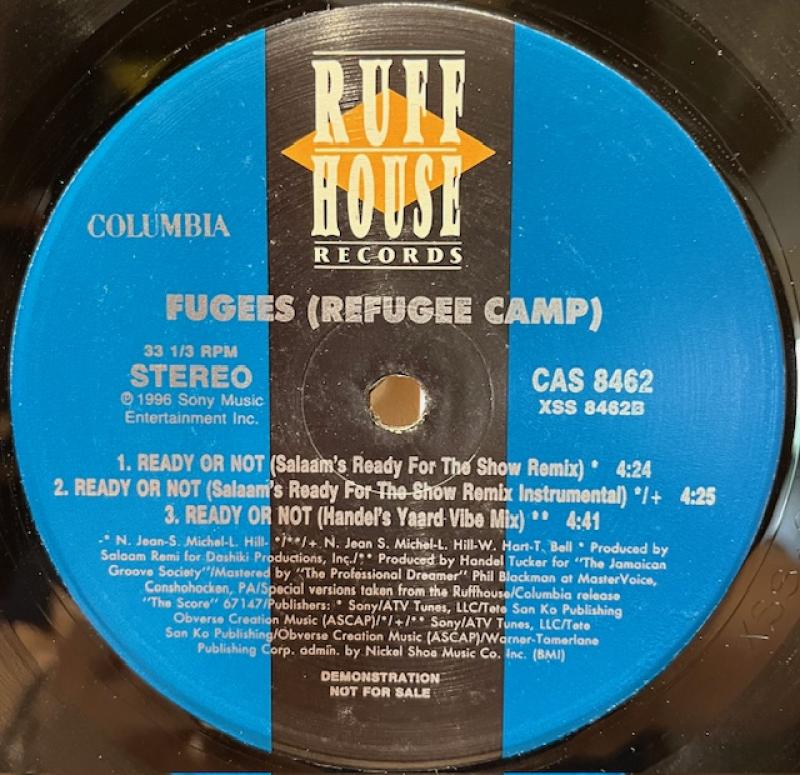 RUFF
HOUSE
RECORDS
COLUMBIA
FUGEES (REFUGEE CAMP)
33 1/3 RPM
STEREO
℗ 1996 Sony Music
Entertainment Inc.
CAS 8462
XSS 8462B
1. READY OR NOT (Salaam's Ready For The Show Remix) * 4:24
2. READY OR NOT (Salaam's Ready For The Show Remix Instrumental) */+ 4:25
3. READY OR NOT (Handel's Yaard Vibe Mix) ** 4:41
-* N. Jean-S. Michel-L. Hill- */**/+ N. Jean S. Michel-L. Hill-W. Hart-T. Bell * Produced by
Salaam Remi for Dashiki Productions, Inc./** Produced by Handel Tucker for "The Jamaican
Groove Society"/Mastered by "The Professional Dreamer" Phil Blackman at MasterVoice,
Conshohocken, PA/Special versions taken from the Ruffhouse/Columbia release
"The Score" 67147/Publishers: * Sony/ATV Tunes, LLC/Tete San Ko Publishing
Obverse Creation Music (ASCAP)/*/+/** Sony/ATV Tunes, LLC/Tete
San Ko Publishing/Obverse Creation Music (ASCAP)/Warner-Tamerlane
Publishing Corp. admin. by Nickel Shoe Music Co. Inc. (BMI)
DEMONSTRATION
NOT FOR SALE